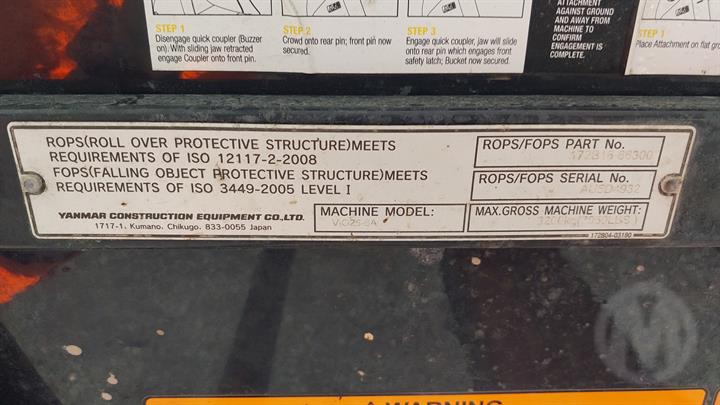 STEP 1
Disengage quick coupler (Buzzer
on). With sliding jaw retracted
engage Coupler onto front pin.
STEP 2
Crowd onto rear pin; front pin now
secured.
STEP 3
Engage quick coupler, jaw will slide
onto rear pin which engages front
safety latch; Bucket now secured.
ATTACHMENT
AGAINST GROUND
AND AWAY FROM
MACHINE TO
CONFIRM
ENGAGEMENT IS
COMPLETE.
STEP 1
Place Attachment on flat
ROPS(ROLL OVER PROTECTIVE STRUCTURE)MEETS
REQUIREMENTS OF ISO 12117-2-2008
FOPS(FALLING OBJECT PROTECTIVE STRUCTURE)MEETS
REQUIREMENTS OF ISO 3449-2005 LEVEL I
YANMAR CONSTRUCTION EQUIPMENT CO.,LTD.
1717-1, Kumano, Chikugo, 833-0055 Japan
ROPS/FOPS PART No.
ROPS/FOPS SERIAL No.
MACHINE MODEL:
MAX.GROSS MACHINE WEIGHT:
172B04-03180
WARNING